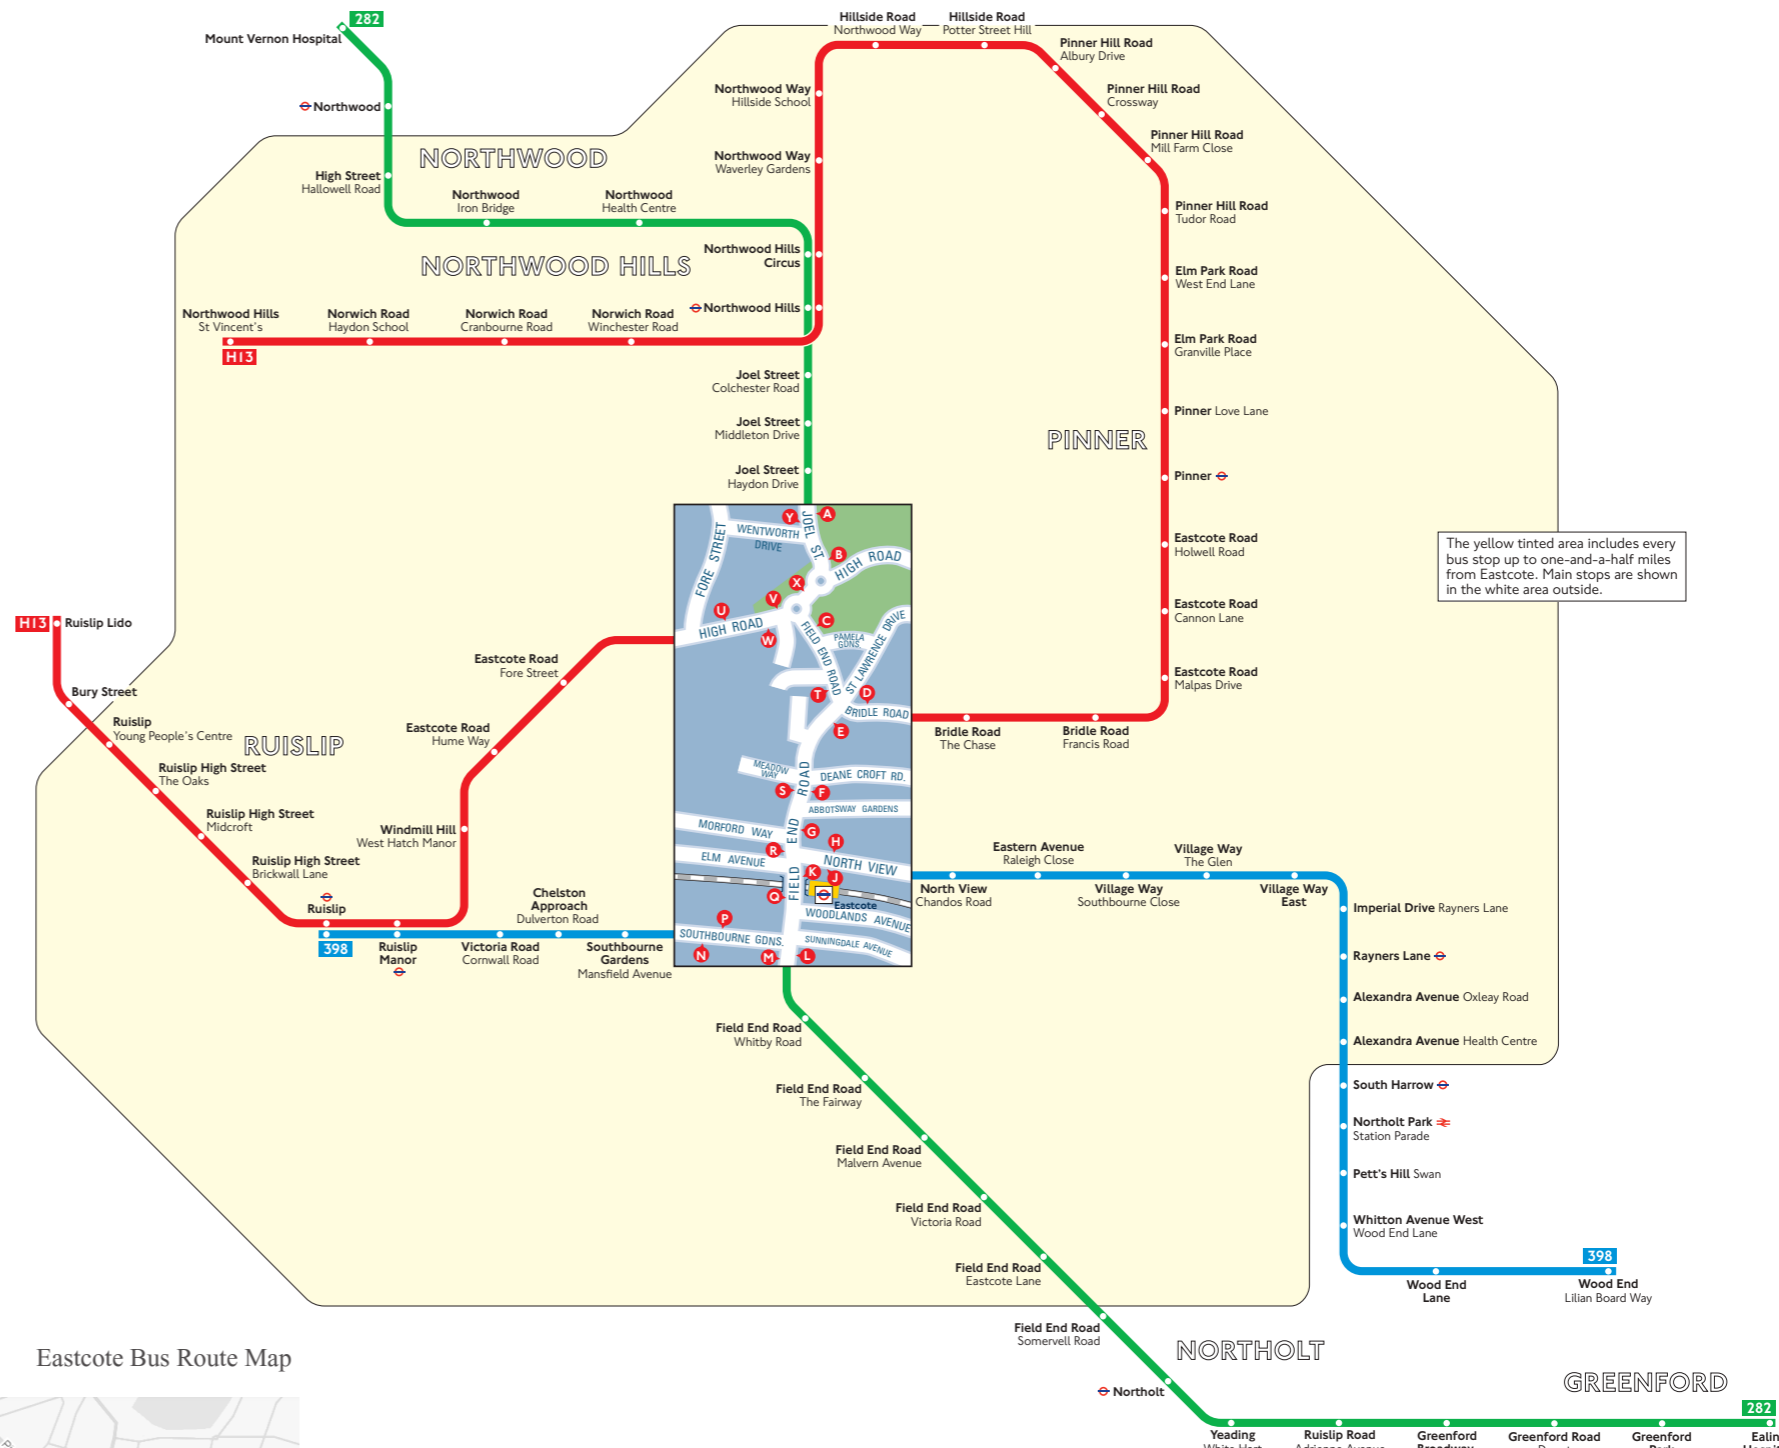 282
Mount Vernon Hospital
Northwood
NORTHWOOD
High Street
Hallowell Road
Northwood
Iron Bridge
Northwood
Health Centre
NORTHWOOD HILLS
Northwood Hills
Circus
Northwood Hills
Northwood Hills
St Vincent's
Norwich Road
Haydon School
Norwich Road
Cranbourne Road
Norwich Road
Winchester Road
H13
Joel Street
Colchester Road
Joel Street
Middleton Drive
Joel Street
Haydon Drive
Northwood Way
Hillside School
Northwood Way
Waverley Gardens
Hillside Road
Northwood Way
Hillside Road
Potter Street Hill
Pinner Hill Road
Albury Drive
Pinner Hill Road
Crossway
Pinner Hill Road
Mill Farm Close
Pinner Hill Road
Tudor Road
Elm Park Road
West End Lane
Elm Park Road
Granville Place
Pinner Love Lane
PINNER
Pinner
Eastcote Road
Holwell Road
Eastcote Road
Cannon Lane
Eastcote Road
Malpas Drive
Bridle Road
The Chase
Bridle Road
Francis Road
The yellow tinted area includes every
bus stop up to one-and-a-half miles
from Eastcote. Main stops are shown
in the white area outside.
H13
Ruislip Lido
Bury Street
Ruislip
Young People's Centre
RUISLIP
Ruislip High Street
The Oaks
Ruislip High Street
Midcroft
Ruislip High Street
Brickwall Lane
Ruislip
398
Ruislip
Manor
Windmill Hill
West Hatch Manor
Eastcote Road
Hume Way
Eastcote Road
Fore Street
Victoria Road
Cornwall Road
Chelston
Approach
Dulverton Road
Southbourne
Gardens
Mansfield Avenue
Y
A
JOEL ST.
WENTWORTH
DRIVE
FORE STREET
B
HIGH ROAD
X
V
U
HIGH ROAD
W
C
FIELD END ROAD
PAMELA
GDNS.
ST LAWRENCE DRIVE
T
D
BRIDLE ROAD
E
MEADOW
WAY
DEANE CROFT RD.
S
F
ABBOTSWAY GARDENS
FIELD END ROAD
MORFORD WAY
G
H
R
ELM AVENUE
NORTH VIEW
K
J
Q
Eastcote
P
WOODLANDS AVENUE
SOUTHBOURNE GDNS.
SUNNINGDALE AVENUE
N
M
L
North View
Chandos Road
Eastern Avenue
Raleigh Close
Village Way
Southbourne Close
Village Way
The Glen
Village Way
East
Imperial Drive Rayners Lane
Rayners Lane
Alexandra Avenue Oxleay Road
Alexandra Avenue Health Centre
South Harrow
Northolt Park
Station Parade
Pett's Hill Swan
Whitton Avenue West
Wood End Lane
398
Wood End
Lane
Wood End
Lilian Board Way
Field End Road
Whitby Road
Field End Road
The Fairway
Field End Road
Malvern Avenue
Field End Road
Victoria Road
Field End Road
Eastcote Lane
Field End Road
Somervell Road
NORTHOLT
Northolt
GREENFORD
282
Yeading
White Hart
Ruislip Road
Greenford
Broadway
Greenford Road
Greenford
Eastcote Bus Route Map